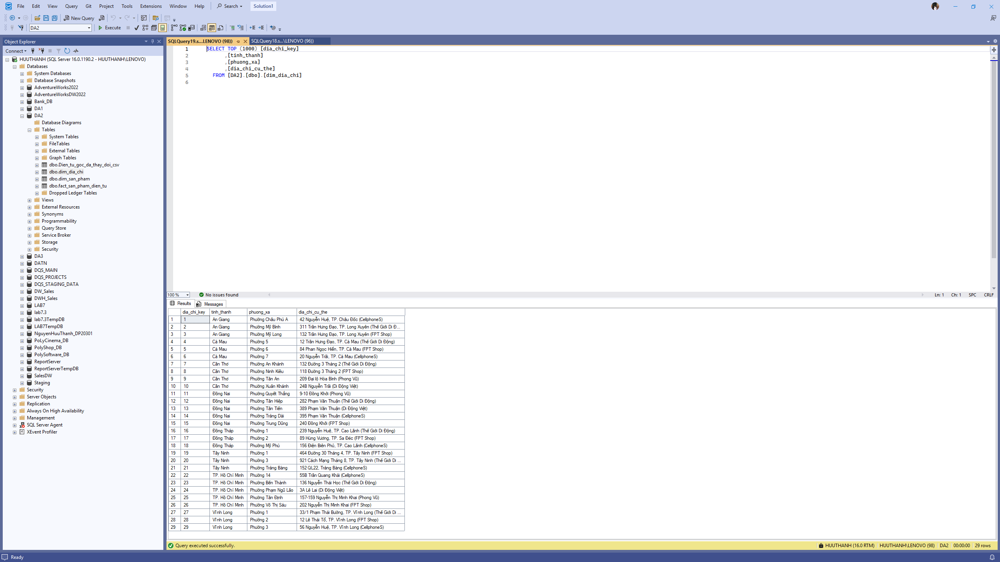 File Edit View Query Git Project Tools Extensions Window Help Search Solution1
New Query
DA2 Execute
Object Explorer
Connect
HUUTHANH (SQL Server 16.0.1190.2 - HUUTHANH\LENOVO)
Databases
System Databases
Database Snapshots
AdventureWorks2022
AdventureWorksDW2022
Bank_DB
DA1
DA2
Database Diagrams
Tables
System Tables
FileTables
External Tables
Graph Tables
dbo.Dien_tu_goc_da_thay_doi_csv
dbo.dim_dia_chi
dbo.dim_san_pham
dbo.fact_san_pham_dien_tu
Dropped Ledger Tables
Views
External Resources
Synonyms
Programmability
Query Store
Service Broker
Storage
Security
DA3
DATN
DQS_MAIN
DQS_PROJECTS
DQS_STAGING_DATA
DW_Sales
DWH_Sales
LAB7
lab7.3
lab7.3TempDB
LAB7TempDB
NguyenHuuThanh_DP20301
PoLyCinema_DB
PolyShop_DB
PolySoftware_DB
ReportServer
ReportServerTempDB
SalesDW
Staging
Security
Server Objects
Replication
Always On High Availability
Management
SQL Server Agent
XEvent Profiler
SQLQuery19.s...LENOVO (98)) SQLQuery18.s...\LENOVO (96))
1 SELECT TOP (1000) [dia_chi_key]
2 ,[tinh_thanh]
3 ,[phuong_xa]
4 ,[dia_chi_cu_the]
5 FROM [DA2].[dbo].[dim_dia_chi]
6
100 % No issues found Ln: 1 Ch: 1 SPC CRLF
Results Messages
dia_chi_key tinh_thanh phuong_xa dia_chi_cu_the
1 1 An Giang Phường Châu Phú A 42 Nguyễn Huệ, TP. Châu Đốc (CellphoneS)
2 2 An Giang Phường Mỹ Bình 311 Trần Hưng Đạo, TP. Long Xuyên (Thế Giới Di Đ...
3 3 An Giang Phường Mỹ Long 132 Trần Hưng Đạo, TP. Long Xuyên (FPT Shop)
4 4 Cà Mau Phường 5 12 Trần Hưng Đạo, TP. Cà Mau (Thế Giới Di Động)
5 5 Cà Mau Phường 6 84 Phan Ngọc Hiển, TP. Cà Mau (FPT Shop)
6 6 Cà Mau Phường 7 20 Nguyễn Trãi, TP. Cà Mau (CellphoneS)
7 7 Cần Thơ Phường An Khánh 132 Đường 3 Tháng 2 (Thế Giới Di Động)
8 8 Cần Thơ Phường Ninh Kiều 118 Đường 3 Tháng 2 (FPT Shop)
9 9 Cần Thơ Phường Tân An 209 Đại lộ Hòa Bình (Phong Vũ)
10 10 Cần Thơ Phường Xuân Khánh 24B Nguyễn Trãi (Di Động Việt)
11 11 Đồng Nai Phường Quyết Thắng 9-10 Đồng Khởi (Phong Vũ)
12 12 Đồng Nai Phường Tân Hiệp 282 Phạm Văn Thuận (Thế Giới Di Động)
13 13 Đồng Nai Phường Tân Tiến 389 Phạm Văn Thuận (Di Động Việt)
14 14 Đồng Nai Phường Trảng Dài 395 Phạm Văn Thuận (CellphoneS)
15 15 Đồng Nai Phường Trung Dũng 240 Đồng Khởi (FPT Shop)
16 16 Đồng Tháp Phường 1 239 Nguyễn Huệ, TP. Cao Lãnh (Thế Giới Di Động)
17 17 Đồng Tháp Phường 2 89 Hùng Vương, TP. Sa Đéc (FPT Shop)
18 18 Đồng Tháp Phường Mỹ Phú 156 Điện Biên Phủ, TP. Cao Lãnh (CellphoneS)
19 19 Tây Ninh Phường 1 464 Đường 30 Tháng 4, TP. Tây Ninh (FPT Shop)
20 20 Tây Ninh Phường 3 921 Cách Mạng Tháng 8, TP. Tây Ninh (Thế Giới Di ...
21 21 Tây Ninh Phường Trảng Bàng 152 QL22, Trảng Bàng (CellphoneS)
22 22 TP. Hồ Chí Minh Phường 14 55B Trần Quang Khải (CellphoneS)
23 23 TP. Hồ Chí Minh Phường Bến Thành 136 Nguyễn Thái Học (Thế Giới Di Động)
24 24 TP. Hồ Chí Minh Phường Phạm Ngũ Lão 3A Lê Lai (Di Động Việt)
25 25 TP. Hồ Chí Minh Phường Tân Định 157-159 Nguyễn Thị Minh Khai (Phong Vũ)
26 26 TP. Hồ Chí Minh Phường Võ Thị Sáu 202 Nguyễn Thị Minh Khai (FPT Shop)
27 27 Vĩnh Long Phường 1 33/1 Phạm Thái Bường, TP. Vĩnh Long (Thế Giới Di ...
28 28 Vĩnh Long Phường 2 12 Lê Thái Tổ, TP. Vĩnh Long (FPT Shop)
29 29 Vĩnh Long Phường 3 56 Nguyễn Huệ, TP. Vĩnh Long (CellphoneS)
Query executed successfully. HUUTHANH (16.0 RTM) HUUTHANH\LENOVO (98) DA2 00:00:00 29 rows
Ready